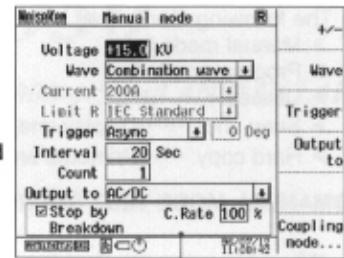 NoiseKen Manual mode R
+/-
Voltage +15.0 KV
Wave Combination wave
Wave
Current 200A
Limit R IEC Standard
Trigger
Trigger Async 0 Deg
Interval 20 Sec
Output to
Count 1
Output to AC/DC
Stop by Breakdown C.Rate 100 %
Coupling mode...